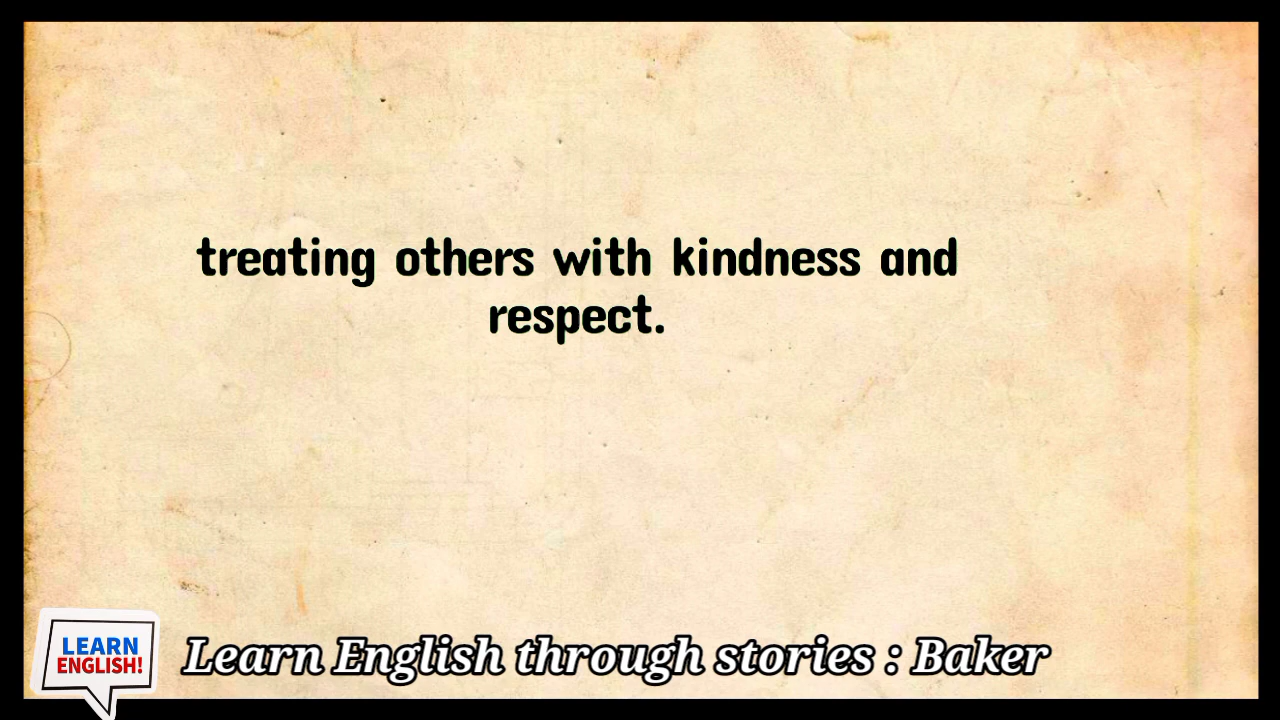 treating others with kindness and
respect.
LEARN
ENGLISH!
Learn English through stories : Baker